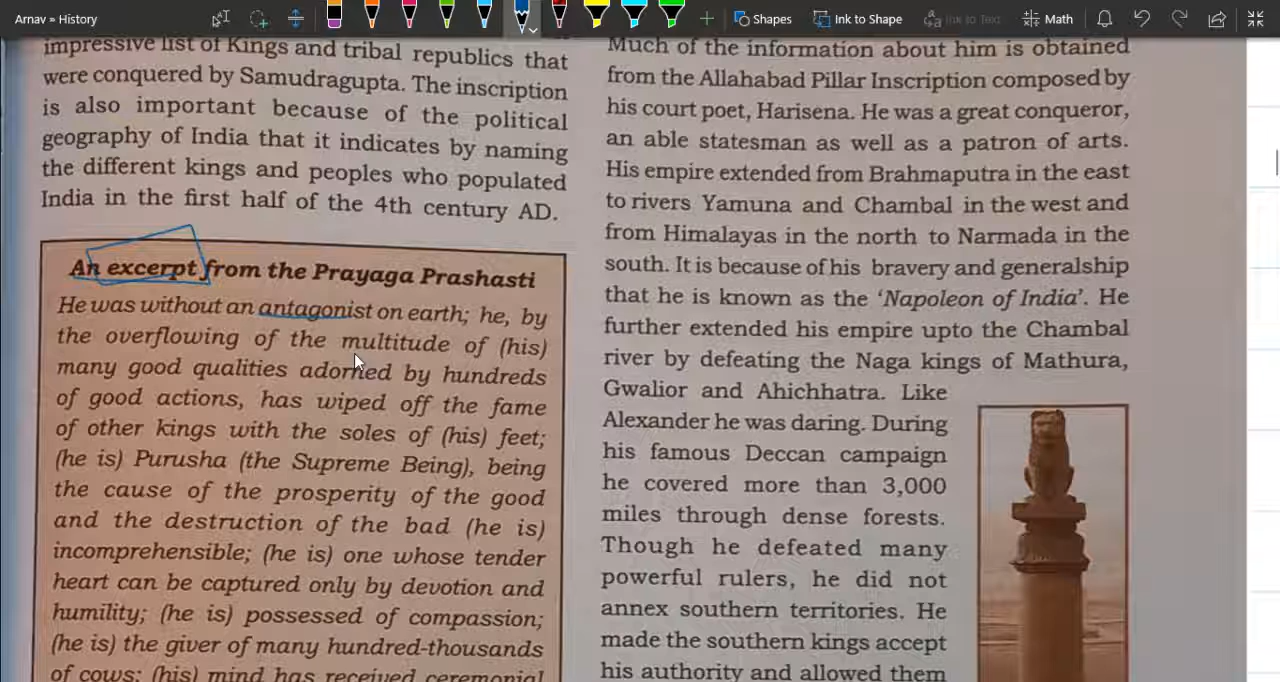 Arnav » History
Shapes
Ink to Shape
Ink to Text
Math
impressive list of Kings and tribal republics that
were conquered by Samudragupta. The inscription
is also important because of the political
geography of India that it indicates by naming
the different kings and peoples who populated
India in the first half of the 4th century AD.
An excerpt from the Prayaga Prashasti
He was without an antagonist on earth; he, by
the overflowing of the multitude of (his)
many good qualities adorned by hundreds
of good actions, has wiped off the fame
of other kings with the soles of (his) feet;
(he is) Purusha (the Supreme Being), being
the cause of the prosperity of the good
and the destruction of the bad (he is)
incomprehensible; (he is) one whose tender
heart can be captured only by devotion and
humility; (he is) possessed of compassion;
(he is) the giver of many hundred-thousands
of cows; (his) mind has received ceremonial
Much of the information about him is obtained
from the Allahabad Pillar Inscription composed by
his court poet, Harisena. He was a great conqueror,
an able statesman as well as a patron of arts.
His empire extended from Brahmaputra in the east
to rivers Yamuna and Chambal in the west and
from Himalayas in the north to Narmada in the
south. It is because of his bravery and generalship
that he is known as the 'Napoleon of India'. He
further extended his empire upto the Chambal
river by defeating the Naga kings of Mathura,
Gwalior and Ahichhatra. Like
Alexander he was daring. During
his famous Deccan campaign
he covered more than 3,000
miles through dense forests.
Though he defeated many
powerful rulers, he did not
annex southern territories. He
made the southern kings accept
his authority and allowed them